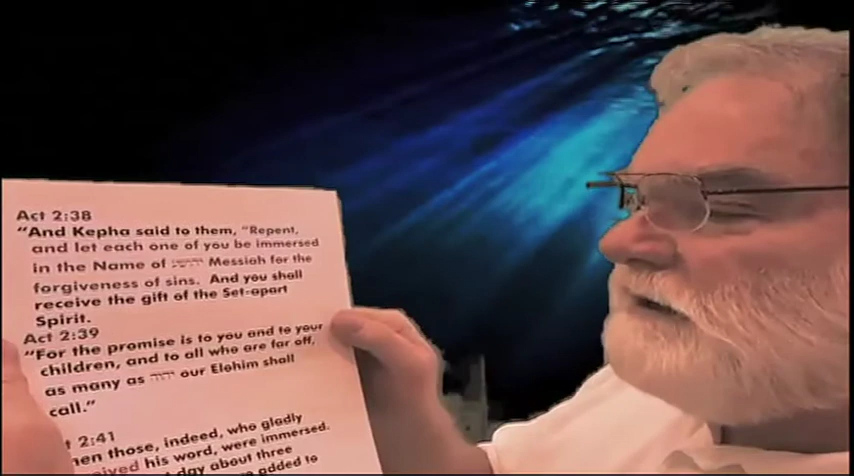 Act 2:38
"And Kepha said to them, "Repent,
and let each one of you be immersed
in the Name of יהושע Messiah for the
forgiveness of sins. And you shall
receive the gift of the Set-apart
Spirit.
Act 2:39
"For the promise is to you and to your
children, and to all who are far off,
as many as יהוה our Elohim shall
call."
2:41
those, indeed, who gladly
his word, were immersed.
day about three
added to